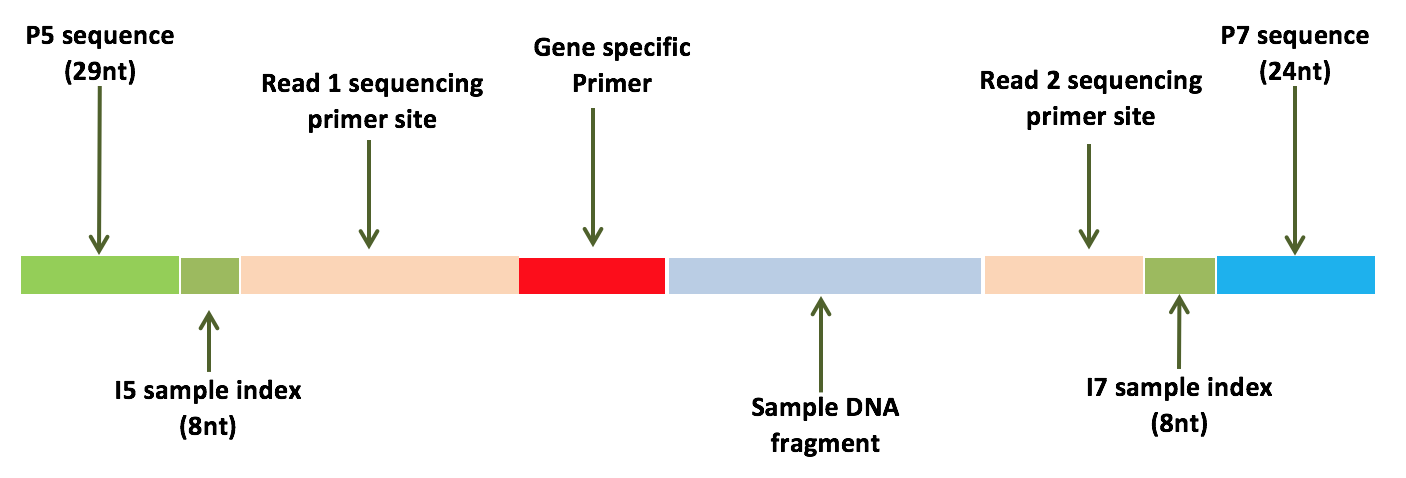 P5 sequence
(29nt)
Read 1 sequencing
primer site
Gene specific
Primer
Read 2 sequencing
primer site
P7 sequence
(24nt)
I5 sample index
(8nt)
Sample DNA
fragment
I7 sample index
(8nt)